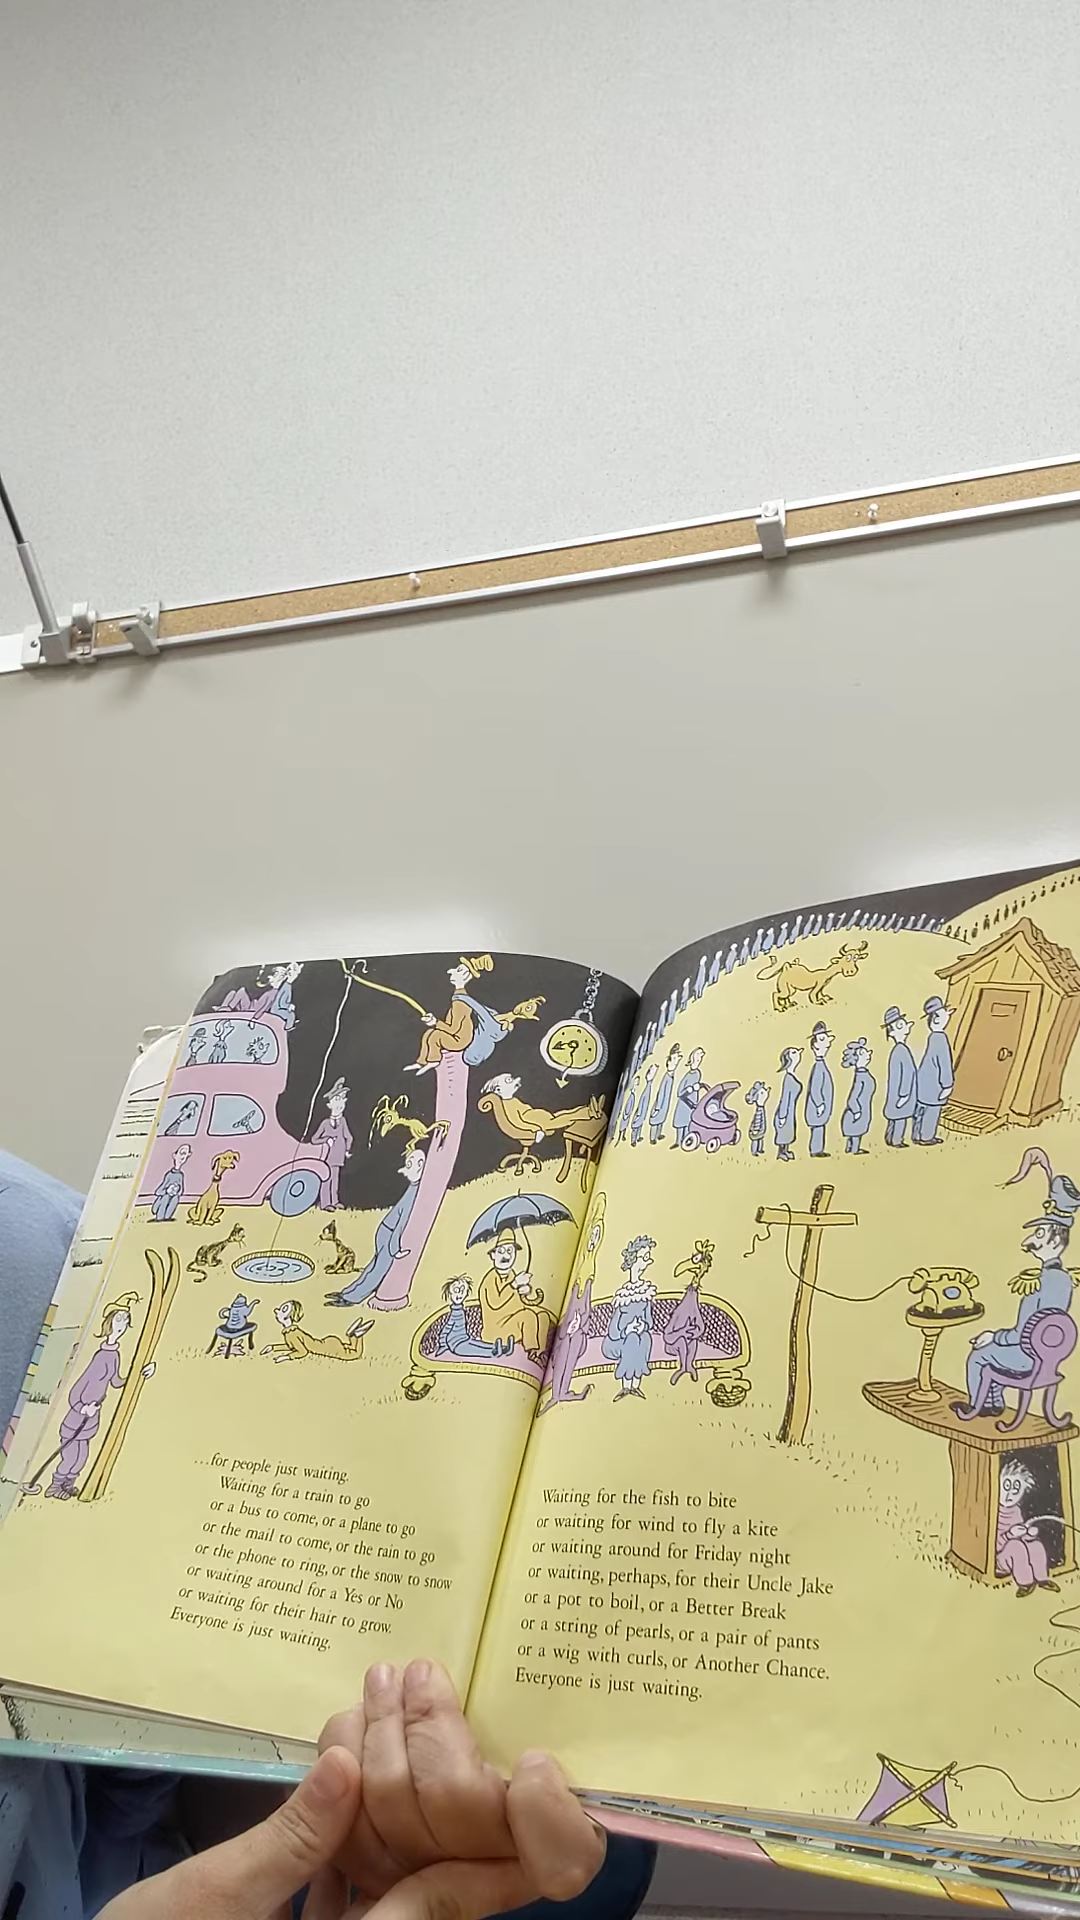 ...for people just waiting.
Waiting for a train to go
or a bus to come, or a plane to go
or the mail to come, or the rain to go
or the phone to ring, or the snow to snow
or waiting around for a Yes or No
or waiting for their hair to grow.
Everyone is just waiting.
Waiting for the fish to bite
or waiting for wind to fly a kite
or waiting around for Friday night
or waiting, perhaps, for their Uncle Jake
or a pot to boil, or a Better Break
or a string of pearls, or a pair of pants
or a wig with curls, or Another Chance.
Everyone is just waiting.